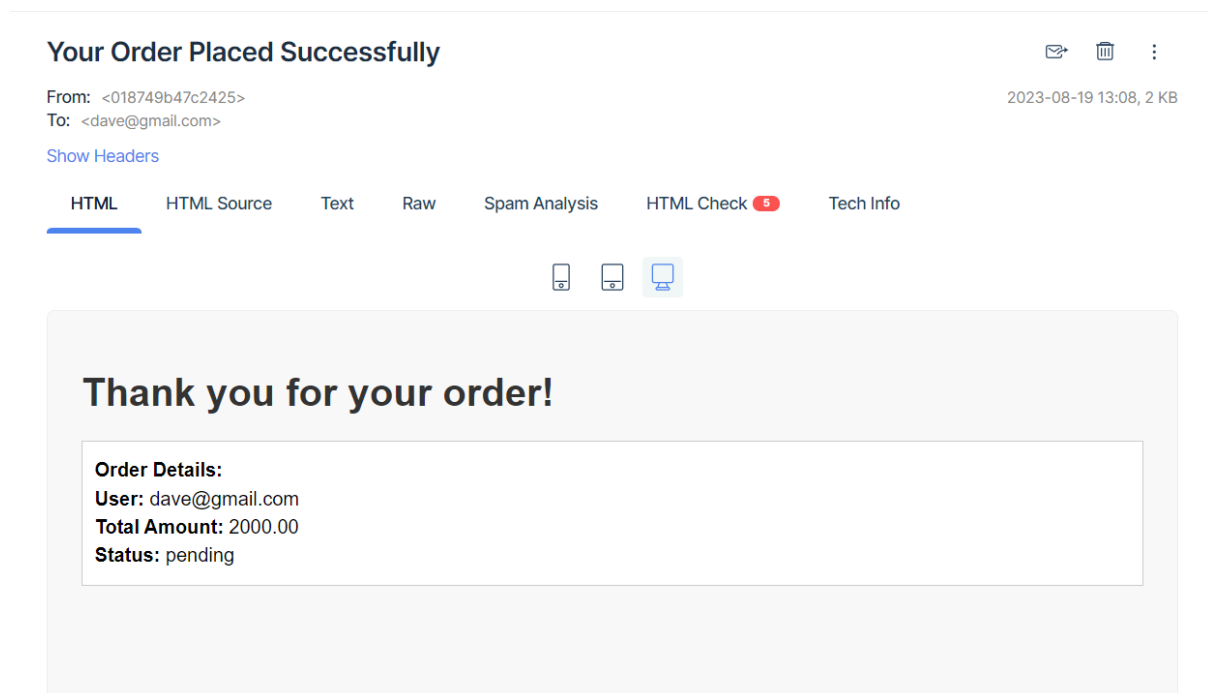 Your Order Placed Successfully
From: <018749b47c2425>
2023-08-19 13:08, 2 KB
To: <dave@gmail.com>
Show Headers
HTML HTML Source Text Raw Spam Analysis HTML Check 5 Tech Info
Thank you for your order!
Order Details:
User: dave@gmail.com
Total Amount: 2000.00
Status: pending